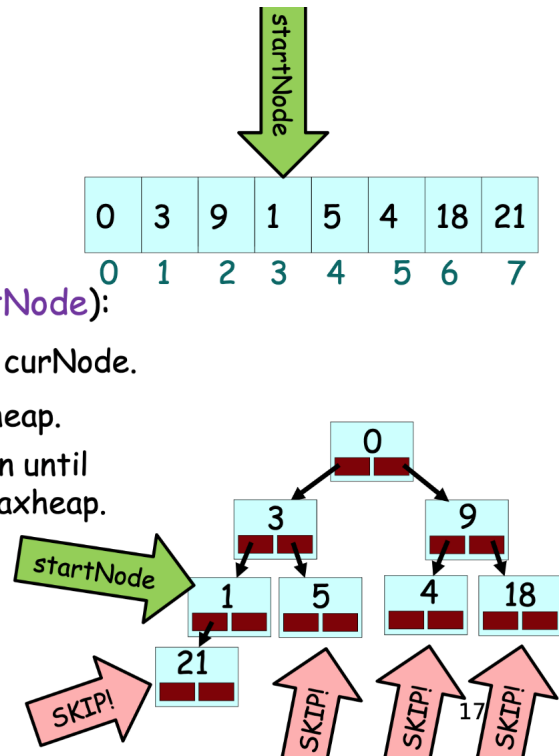 startNode
0 3 9 1 5 4 18 21
0 1 2 3 4 5 6 7
Node):
curNode.
eap.
n until
axheap.
0
3 9
startNode
1 5 4 18
21
SKIP!
SKIP!
SKIP!
17
SKIP!